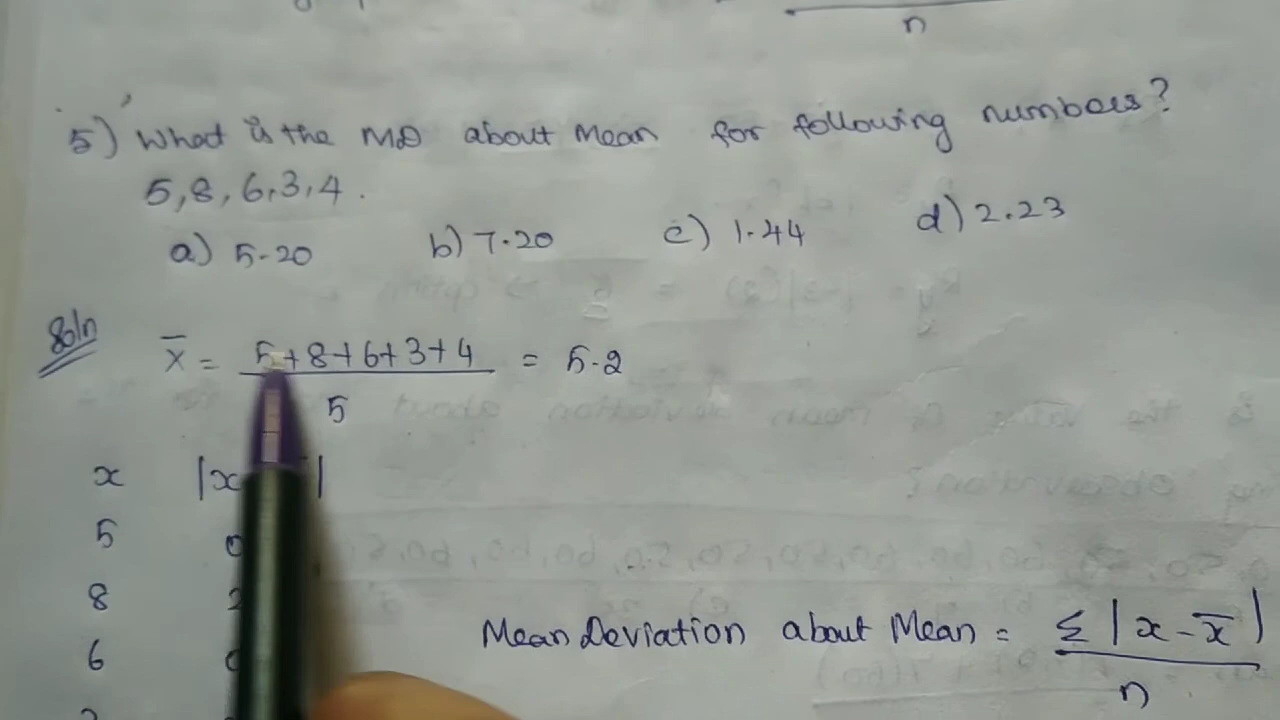 n
5) What is the MD about Mean for following numbers?
5,8,6,3,4.
a) 5.20 b) 7.20 c) 1.44 d) 2.23
Soln
x̄ = 5+8+6+3+4 = 5.2
5
x |x |
5 0
8 2
6
Mean Deviation about Mean = Σ |x - x̄|
n